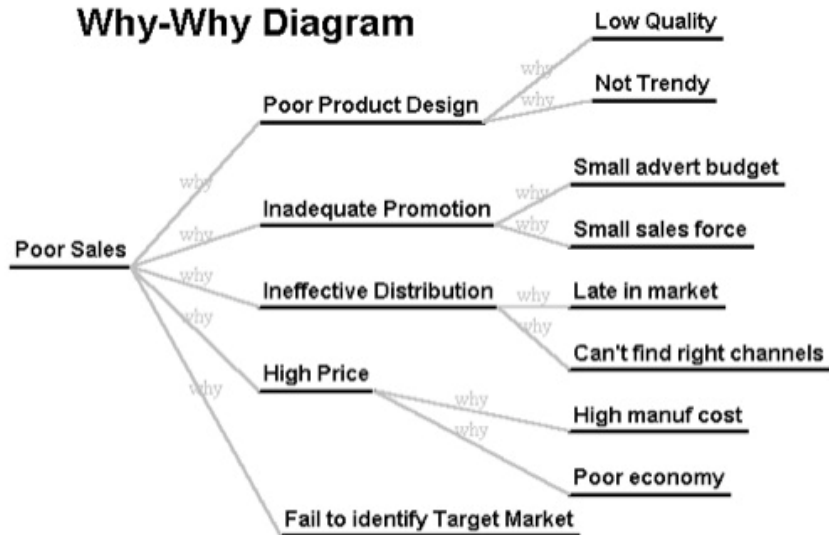 Why-Why Diagram
Low Quality
why
Poor Product Design
why
Not Trendy
why
Small advert budget
why
Inadequate Promotion
why
why
Small sales force
Poor Sales
why
Ineffective Distribution
why
Late in market
why
why
Can't find right channels
High Price
why
why
High manuf cost
why
Poor economy
Fail to identify Target Market